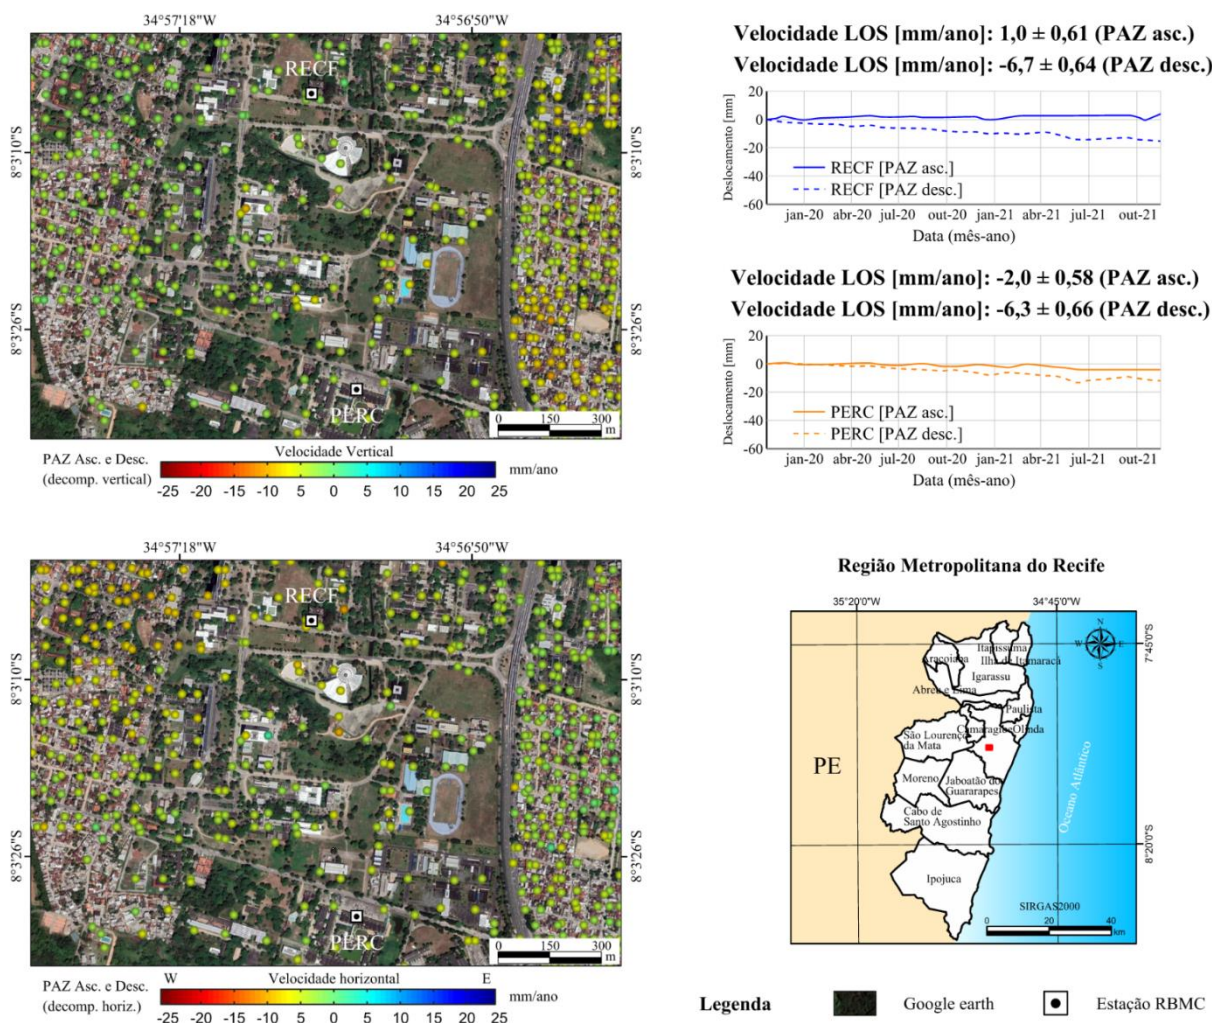 34°57'18"W
34°56'50"W
8°3'10"S
8°3'26"S
8°3'10"S
8°3'26"S
RECF
PERC
0 150 300
m
PAZ Asc. e Desc.
(decomp. vertical)
Velocidade Vertical
mm/ano
-25 -20 -15 -10 5 0 5 10 15 20 25
Velocidade LOS [mm/ano]: 1,0 ± 0,61 (PAZ asc.)
Velocidade LOS [mm/ano]: -6,7 ± 0,64 (PAZ desc.)
Deslocamento [mm]
20
0
-20
-40
-60
RECF [PAZ asc.]
RECF [PAZ desc.]
jan-20 abr-20 jul-20 out-20 jan-21 abr-21 jul-21 out-21
Data (mês-ano)
Velocidade LOS [mm/ano]: -2,0 ± 0,58 (PAZ asc.)
Velocidade LOS [mm/ano]: -6,3 ± 0,66 (PAZ desc.)
Deslocamento [mm]
20
0
-20
-40
-60
PERC [PAZ asc.]
PERC [PAZ desc.]
jan-20 abr-20 jul-20 out-20 jan-21 abr-21 jul-21 out-21
Data (mês-ano)
34°57'18"W
34°56'50"W
8°3'10"S
8°3'26"S
8°3'10"S
8°3'26"S
RECF
PERC
0 150 300
m
PAZ Asc. e Desc.
(decomp. horiz.)
W Velocidade horizontal E
mm/ano
-25 -20 -15 -10 5 0 5 10 15 20 25
Região Metropolitana do Recife
35°20'0"W
34°45'0"W
7°45'0"S
8°20'0"S
N
W E
S
Itapissuma
Araçoiaba
Ilha de Itamaracá
Igarassu
Abreu e Lima
Paulista
Camaragibe
Olinda
São Lourenço
da Mata
PE
Moreno
Jaboatão do
Guararapes
Cabo de
Santo Agostinho
Ipojuca
Oceano Atlântico
SIRGAS2000
0 20 40
km
Legenda
Google earth
Estação RBMC